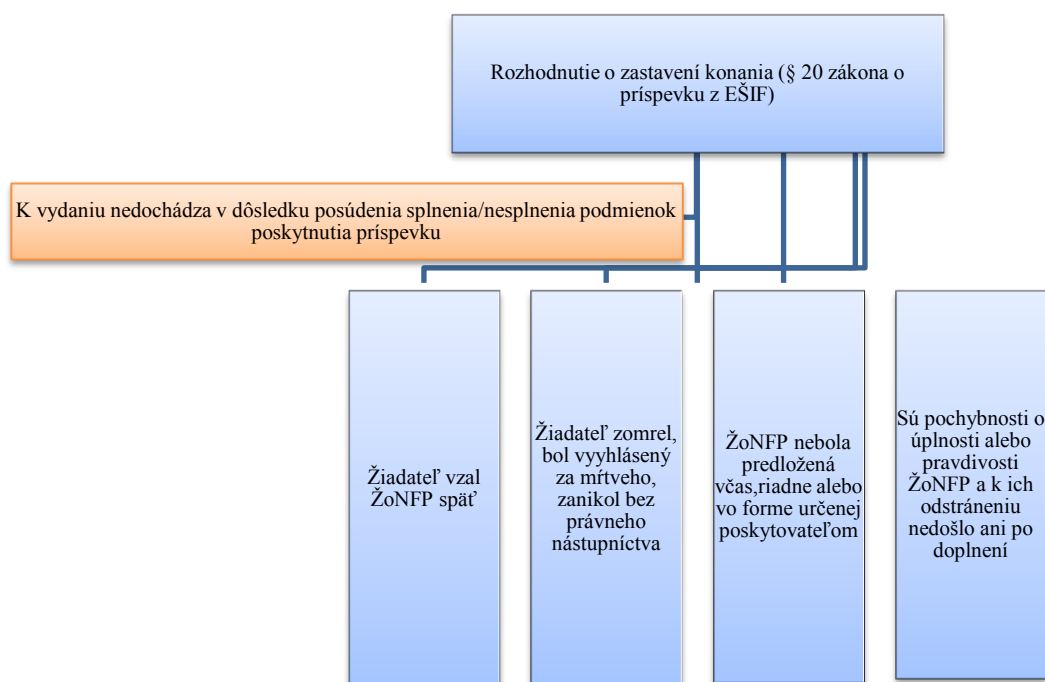 Rozhodnutie o zastavení konania (§ 20 zákona o
príspevku z EŠIF)
K vydaniu nedochádza v dôsledku posúdenia splnenia/nesplnenia podmienok
poskytnutia príspevku
Žiadateľ vzal
ŽoNFP späť
Žiadateľ zomrel,
bol vyyhlásený
za mŕtveho,
zanikol bez
právneho
nástupníctva
ŽoNFP nebola
predložená
včas,riadne alebo
vo forme určenej
poskytovateľom
Sú pochybnosti o
úplnosti alebo
pravdivosti
ŽoNFP a k ich
odstráneniu
nedošlo ani po
doplnení